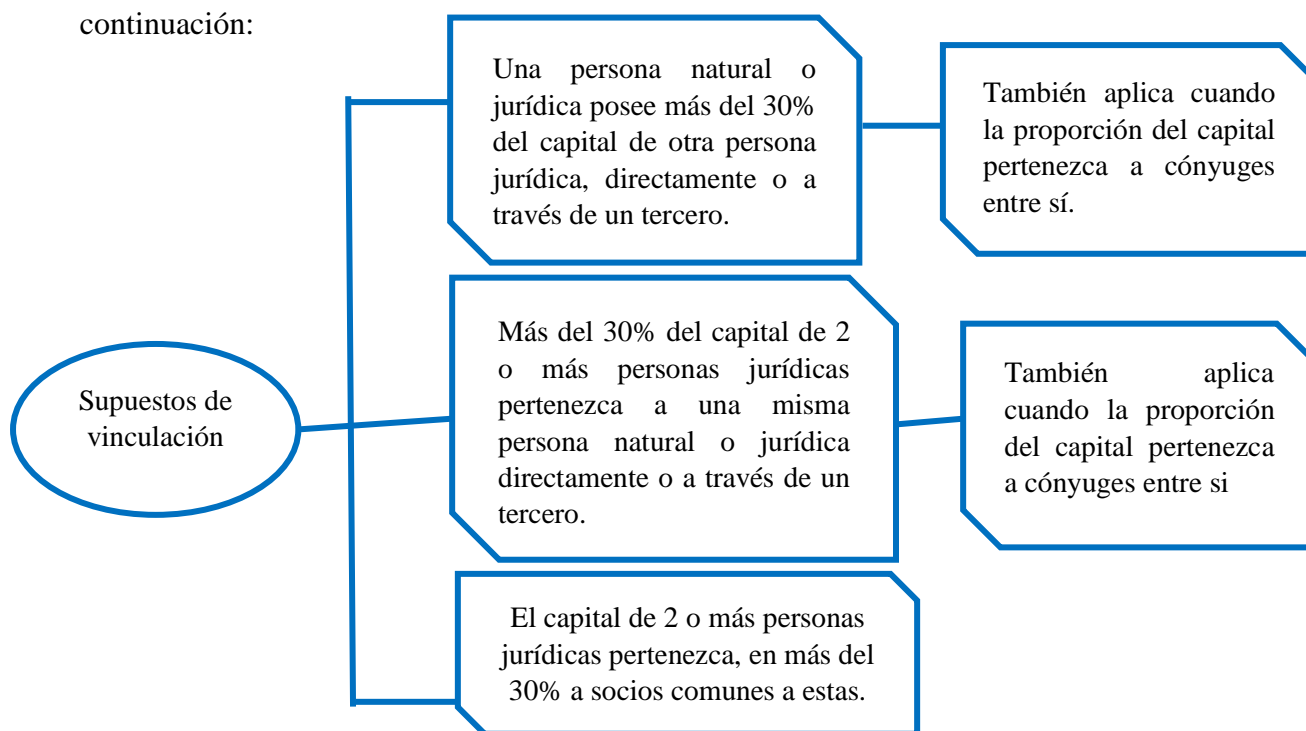 continuación:
Una persona natural o
jurídica posee más del 30%
del capital de otra persona
jurídica, directamente o a
través de un tercero.
También aplica cuando
la proporción del capital
pertenezca a cónyuges
entre sí.
Supuestos de
vinculación
Más del 30% del capital de 2
o más personas jurídicas
pertenezca a una misma
persona natural o jurídica
directamente o a través de un
tercero.
También aplica
cuando la proporción
del capital pertenezca
a cónyuges entre si
El capital de 2 o más personas
jurídicas pertenezca, en más del
30% a socios comunes a estas.